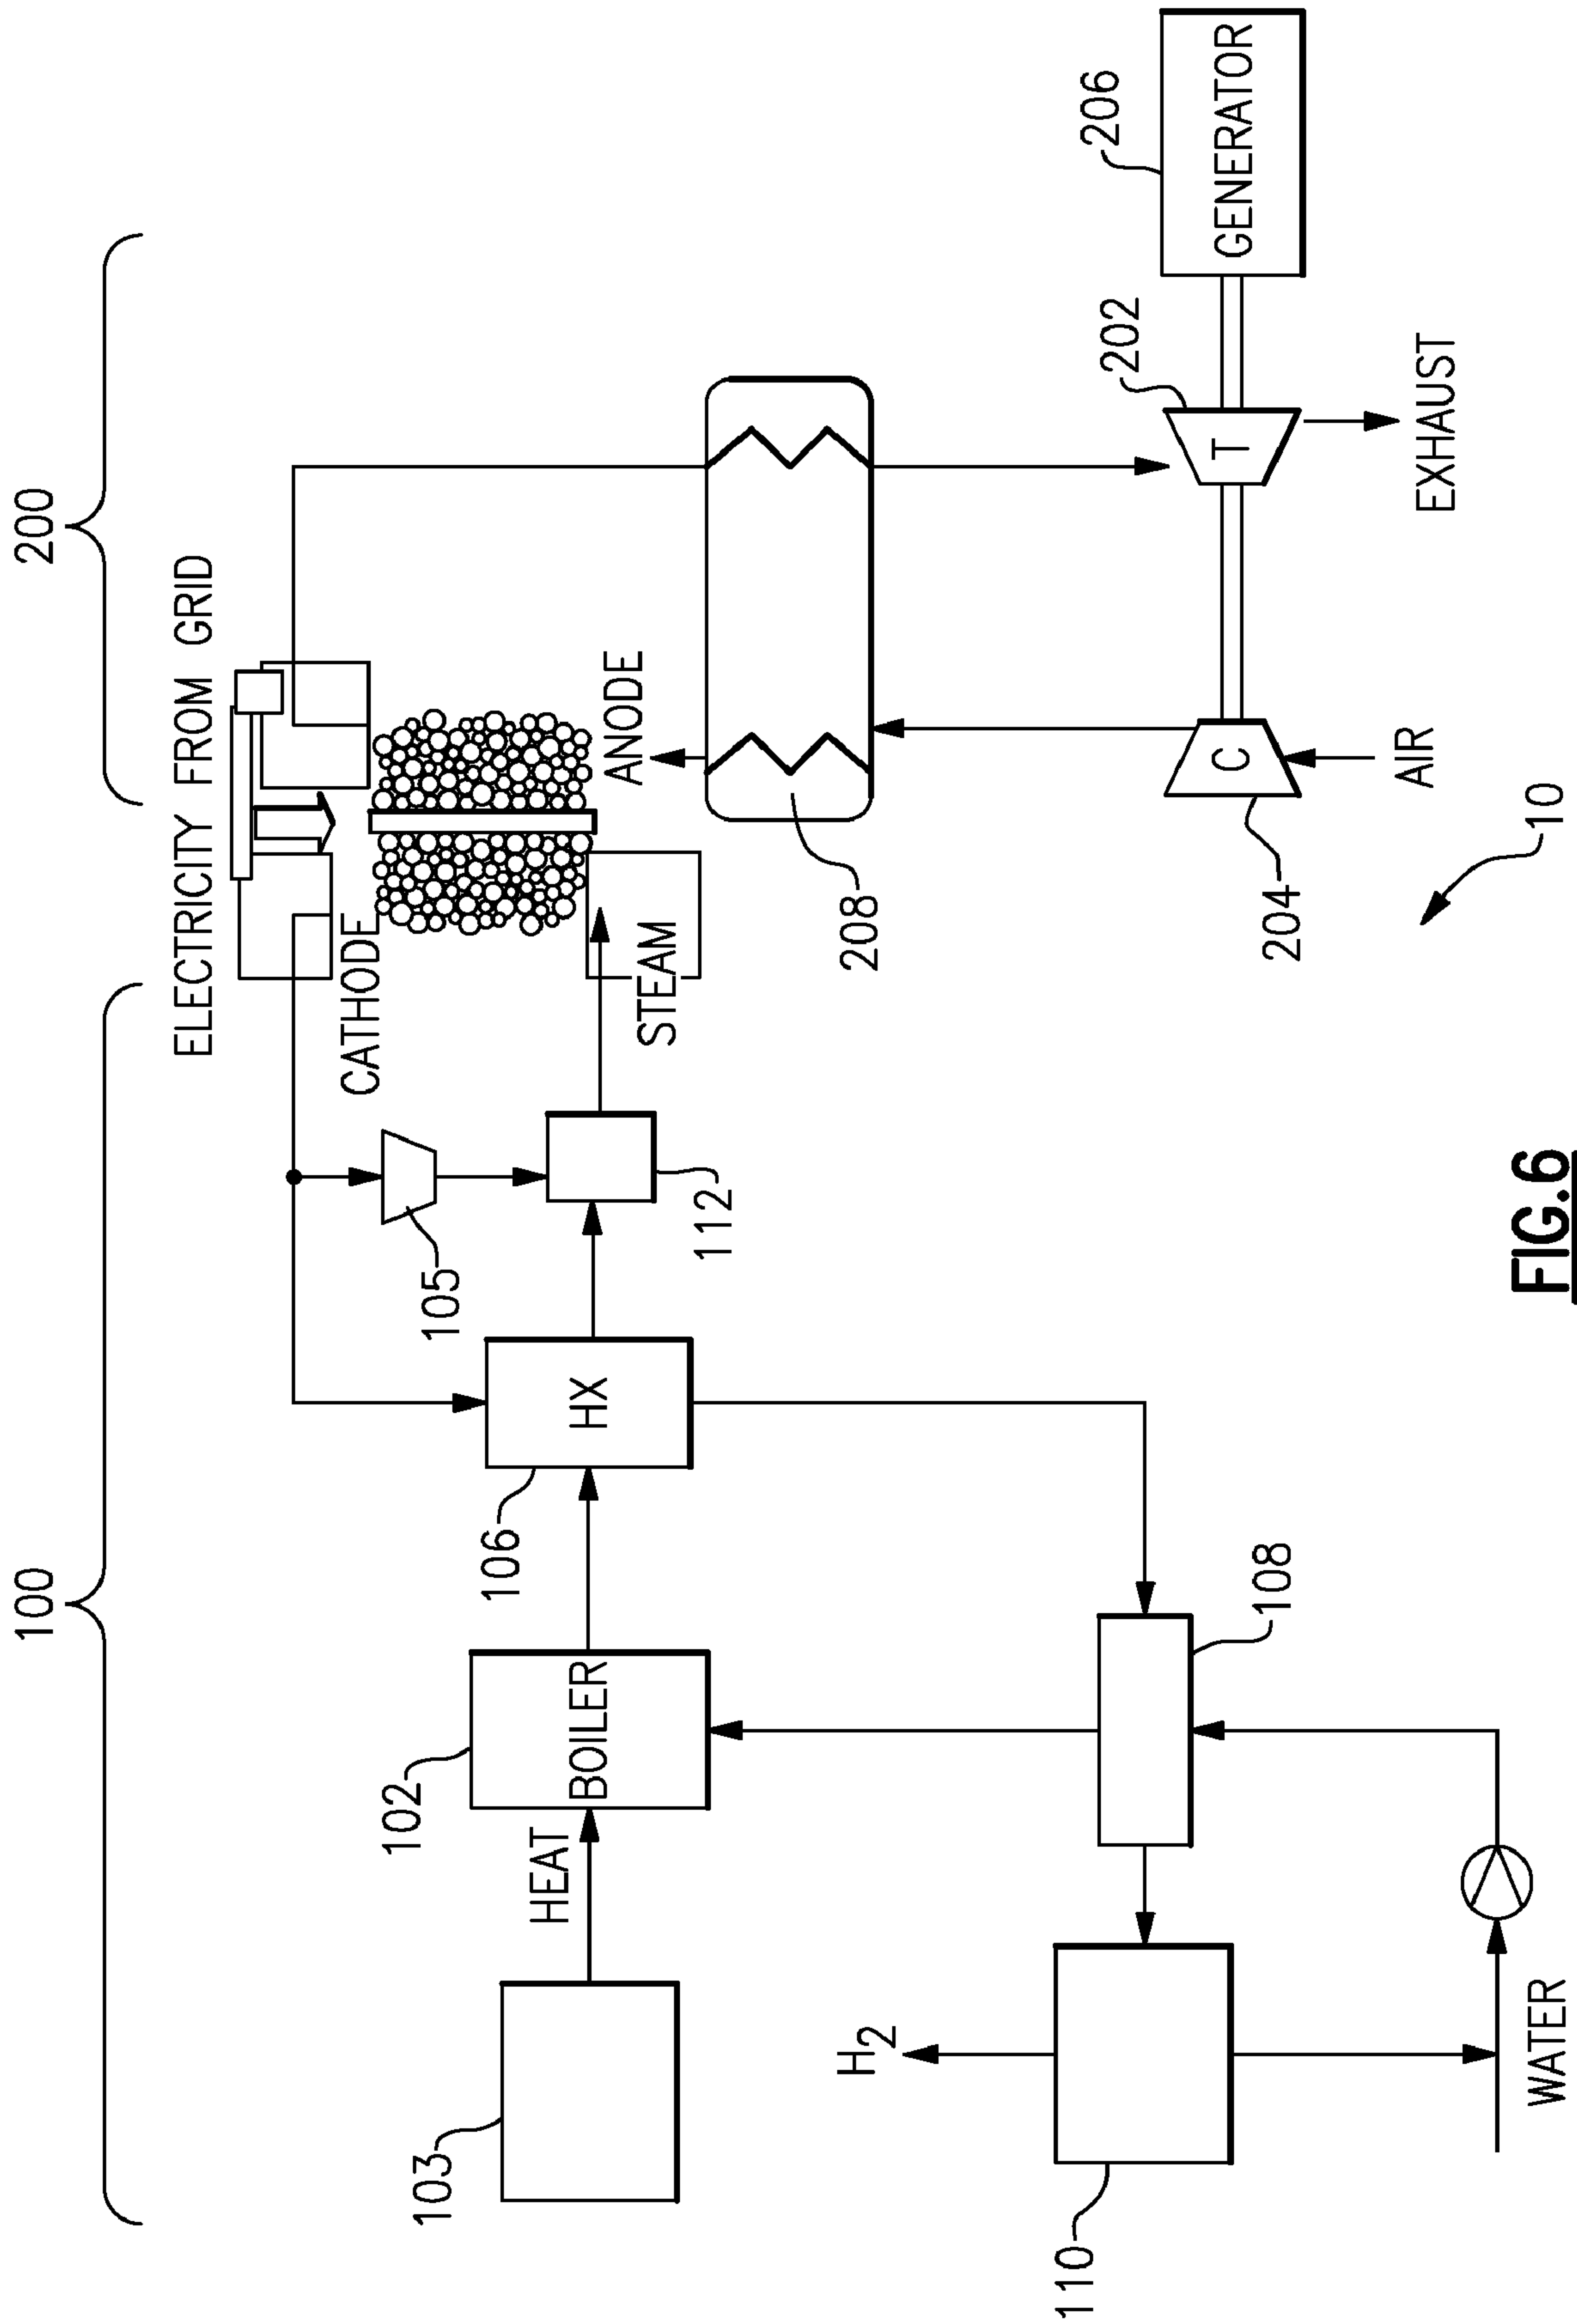 100
200
ELECTRICITY FROM GRID
CATHODE
ANODE
STEAM
105
112
HX
106
BOILER
102
HEAT
103
108
110
H2
WATER
208
C
204
AIR
T
202
EXHAUST
GENERATOR
206
10
FIG.6